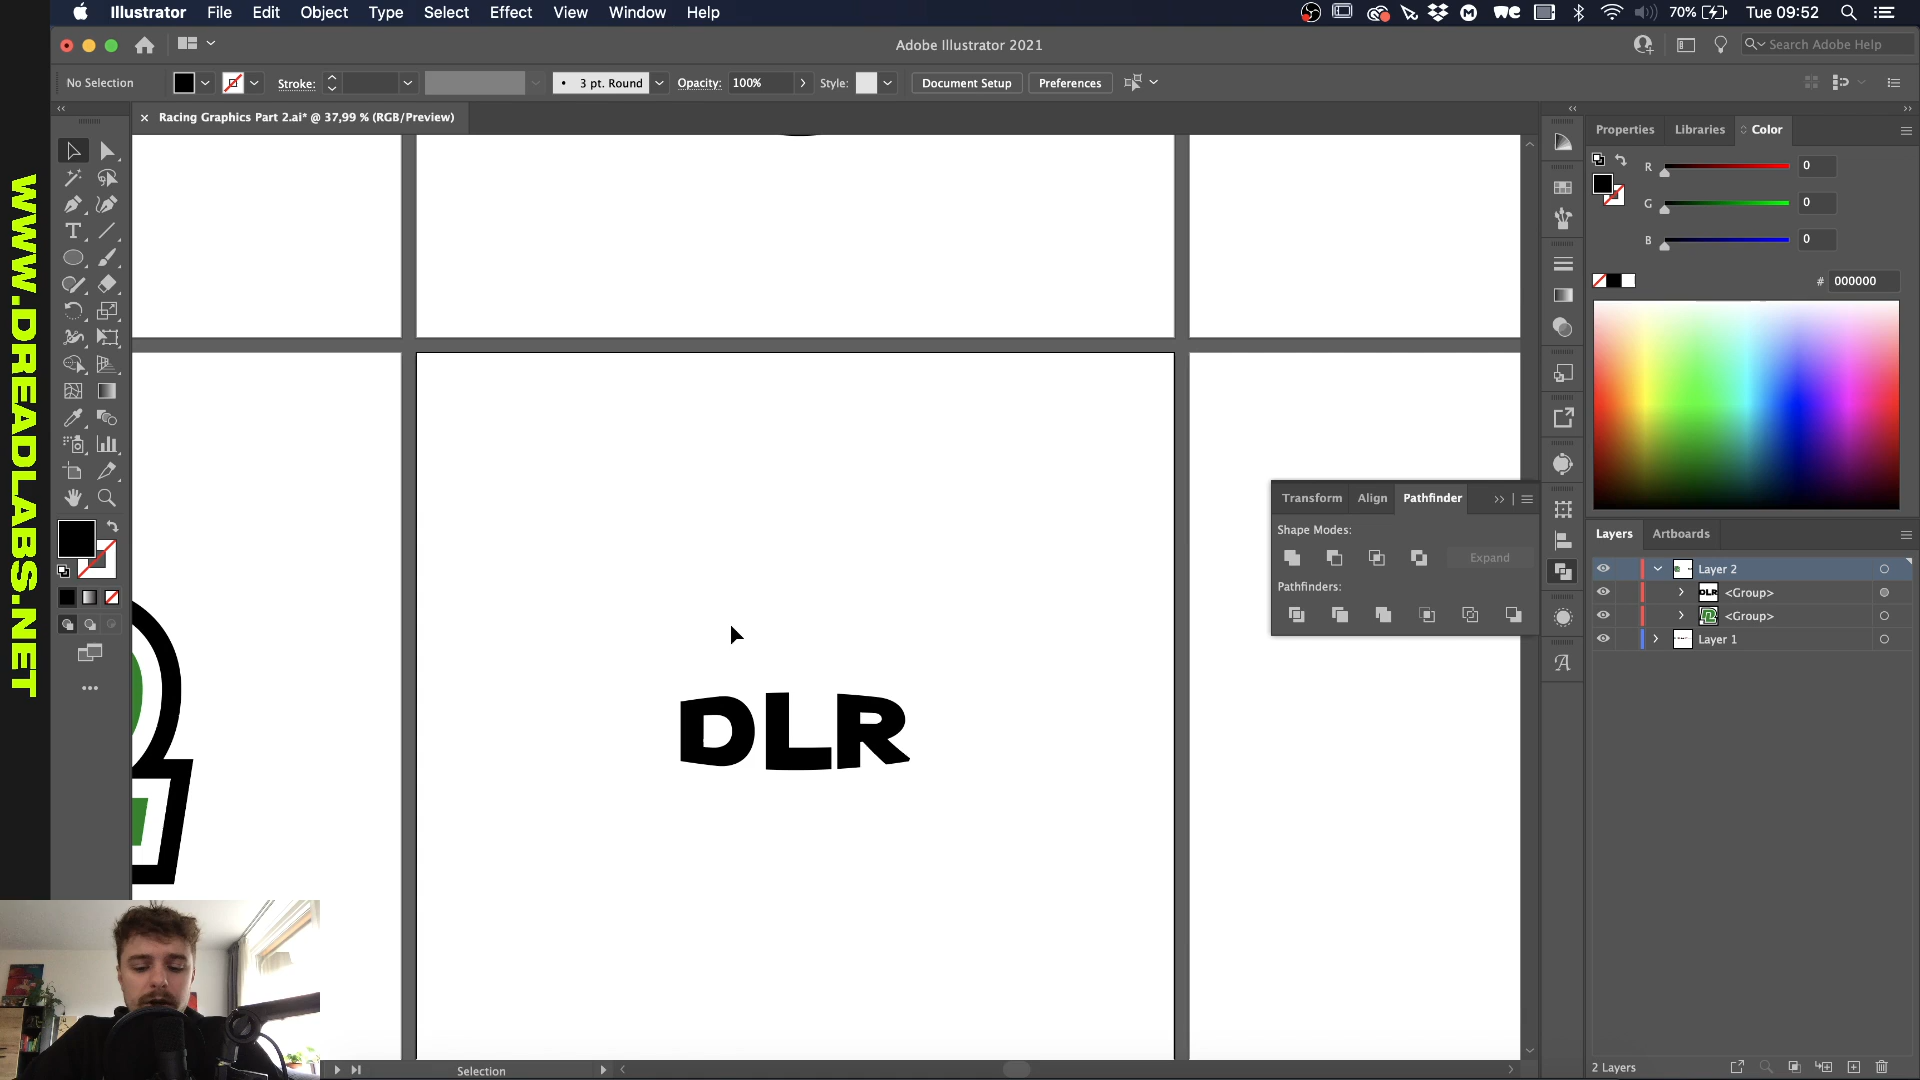 Illustrator File Edit Object Type Select Effect View Window Help
70% Tue 09:52
Adobe Illustrator 2021
Search Adobe Help
No Selection
Stroke:
3 pt. Round
Opacity: 100%
Style:
Document Setup
Preferences
× Racing Graphics Part 2.ai* @ 37,99 % (RGB/Preview)
Properties Libraries Color
R 0
G 0
B 0
# 000000
WWW.DREADLABS.NET
Transform Align Pathfinder
Shape Modes:
Expand
Pathfinders:
Layers Artboards
Layer 2
DLR <Group>
<Group>
Layer 1
DLR
Selection
2 Layers